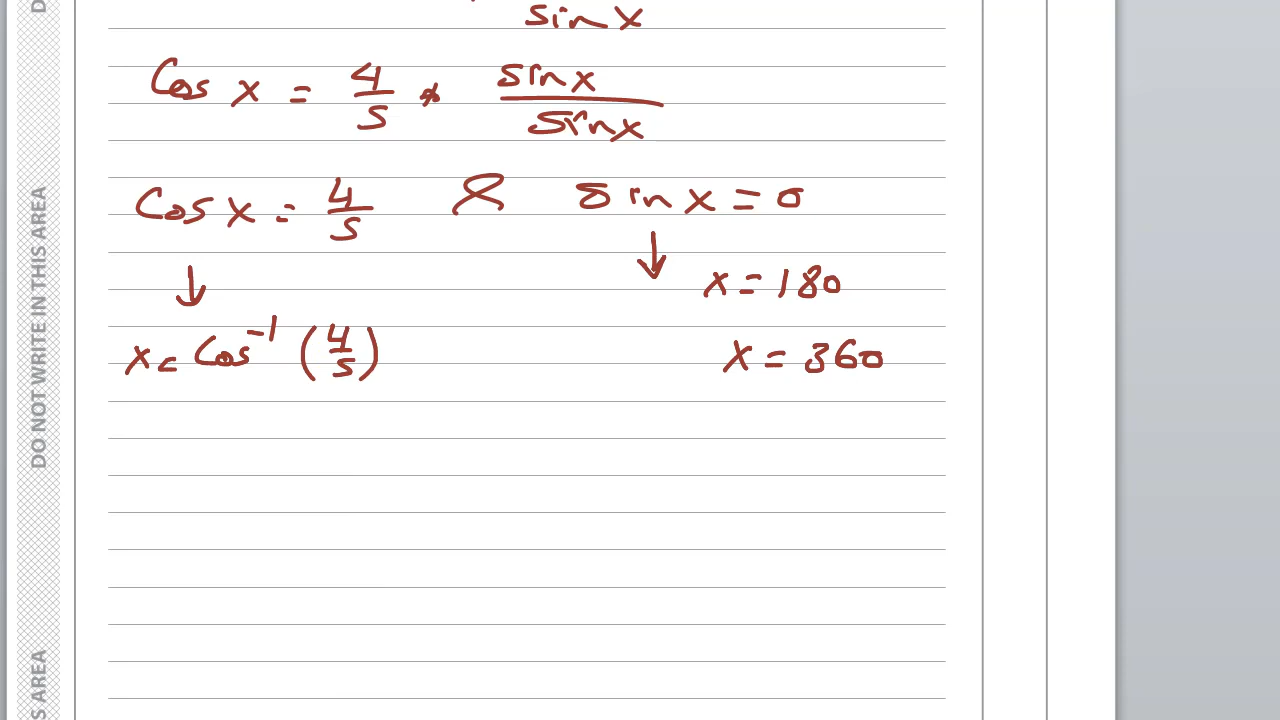 sin x
Cos x = 4/5 * sin x / sin x
Cos x = 4/5 & sin x = 0
↓ ↓ x = 180
x = Cos⁻¹ (4/5) x = 360
DO NOT WRITE IN THIS AREA
S AREA